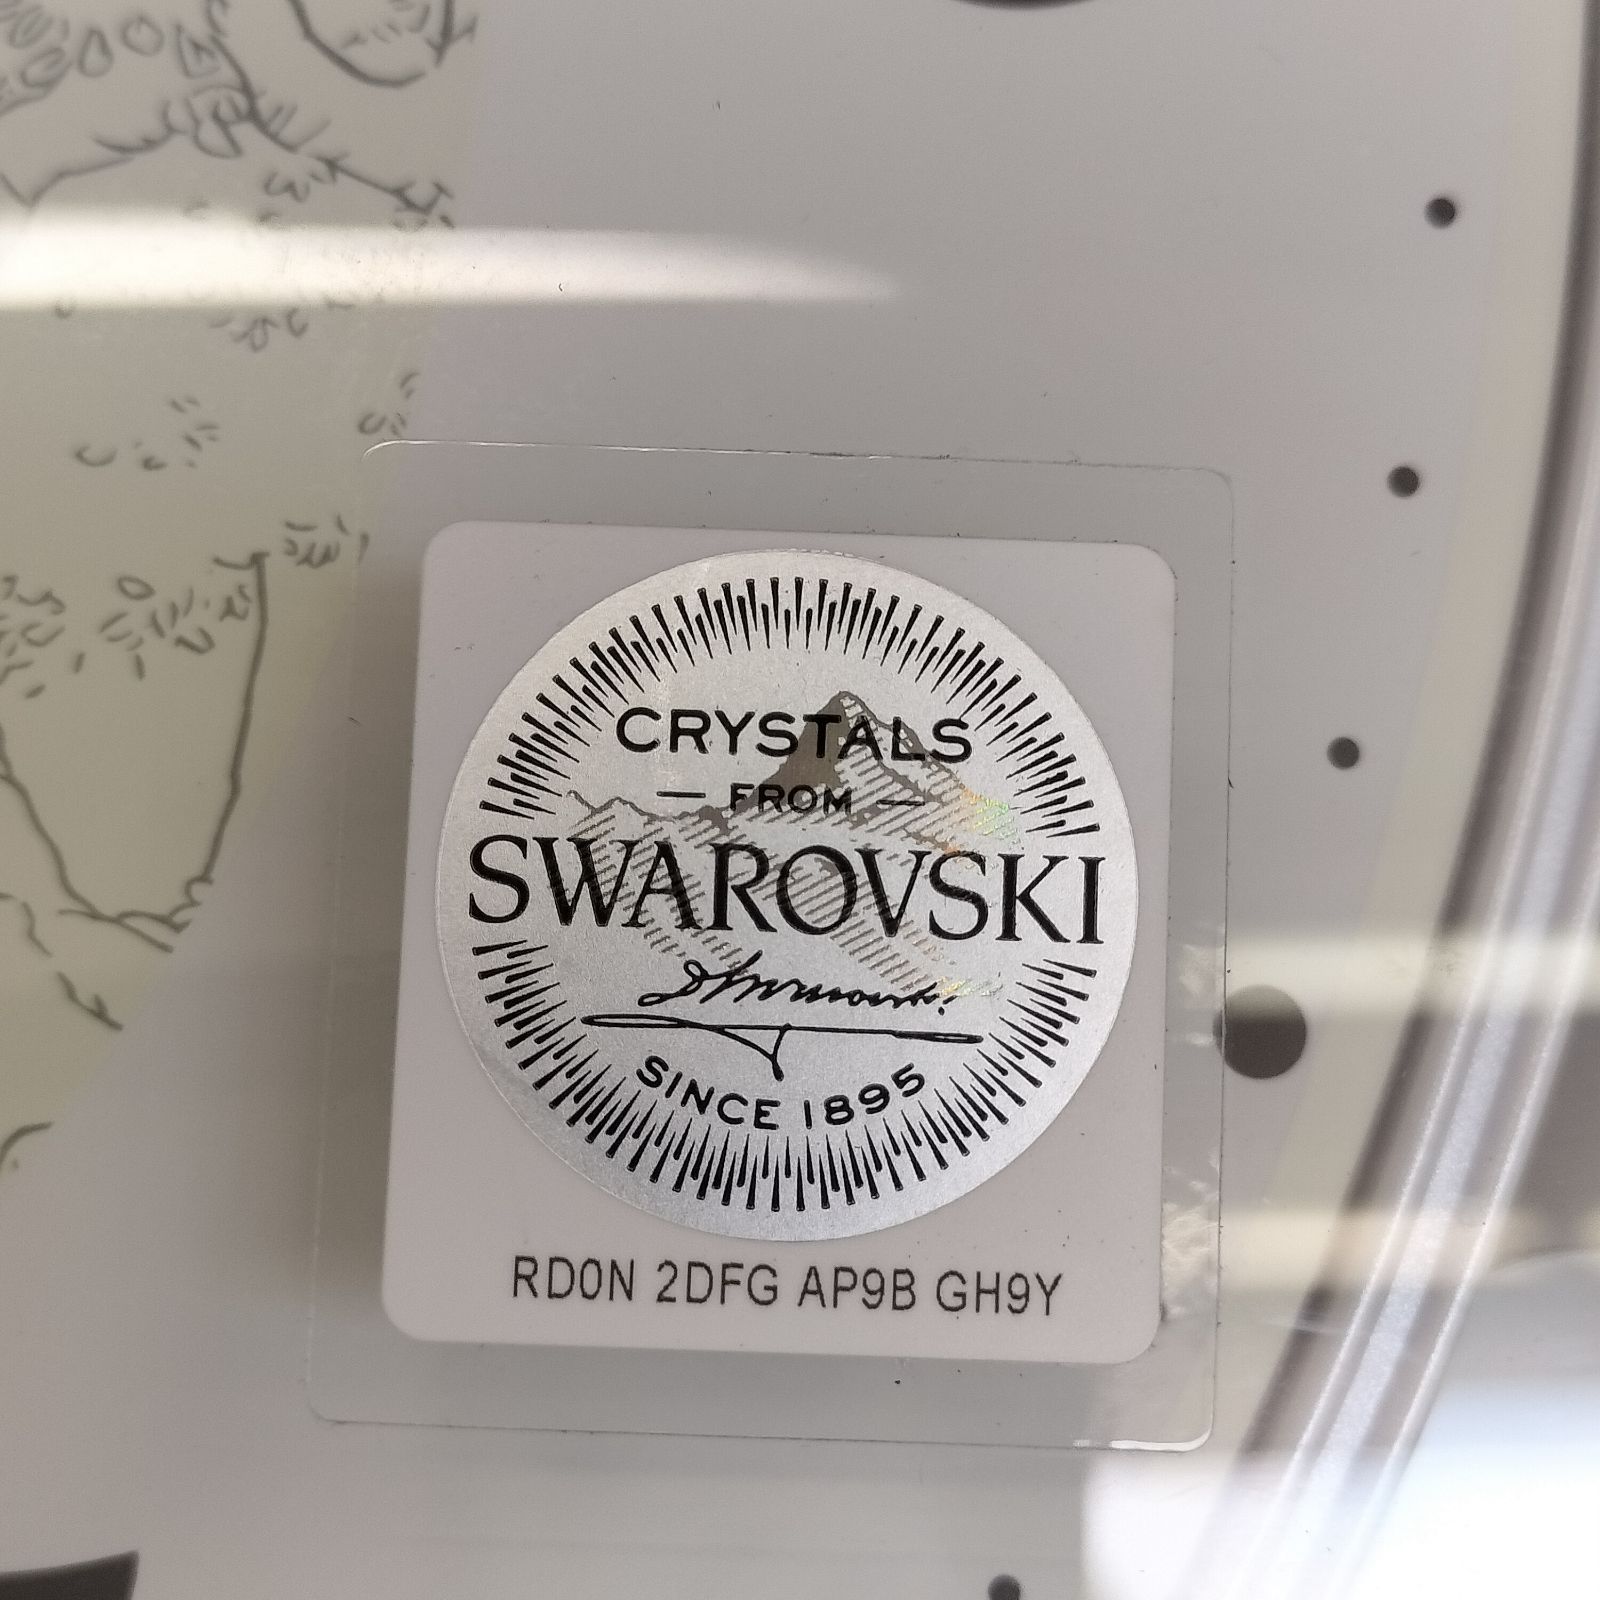 CRYSTALS
— FROM —
SWAROVSKI
SINCE 1895
RD0N 2DFG AP9B GH9Y